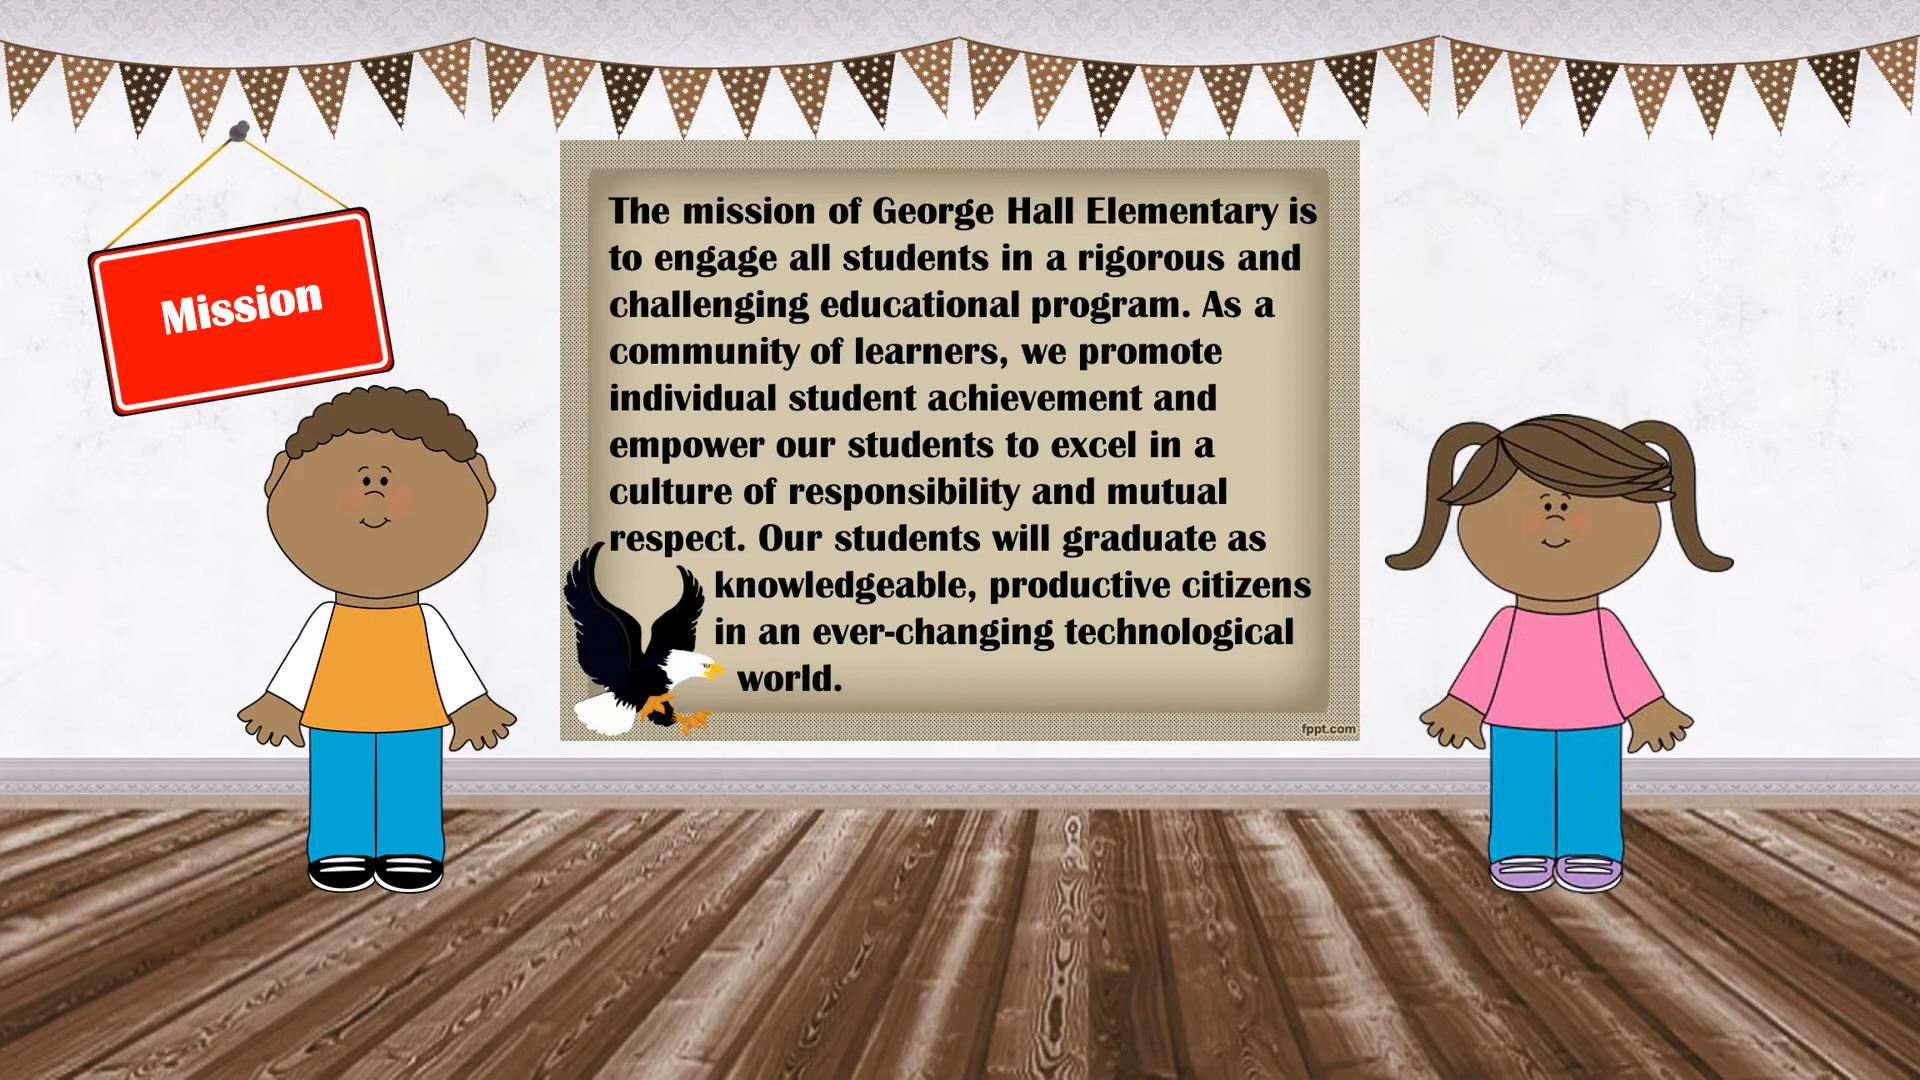 Mission
The mission of George Hall Elementary is
to engage all students in a rigorous and
challenging educational program. As a
community of learners, we promote
individual student achievement and
empower our students to excel in a
culture of responsibility and mutual
respect. Our students will graduate as
knowledgeable, productive citizens
in an ever-changing technological
world.
fppt.com